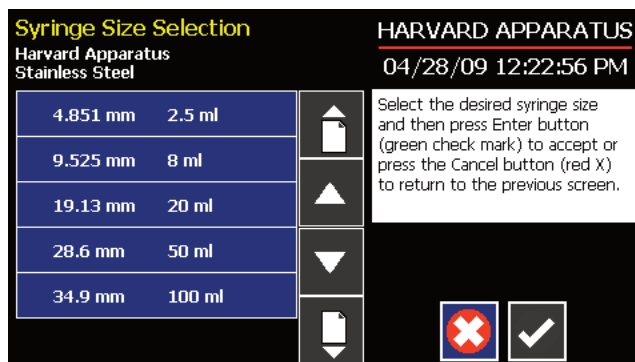 Syringe Size Selection
Harvard Apparatus
Stainless Steel
4.851 mm 2.5 ml
9.525 mm 8 ml
19.13 mm 20 ml
28.6 mm 50 ml
34.9 mm 100 ml
HARVARD APPARATUS
04/28/09 12:22:56 PM
Select the desired syringe size
and then press Enter button
(green check mark) to accept or
press the Cancel button (red X)
to return to the previous screen.